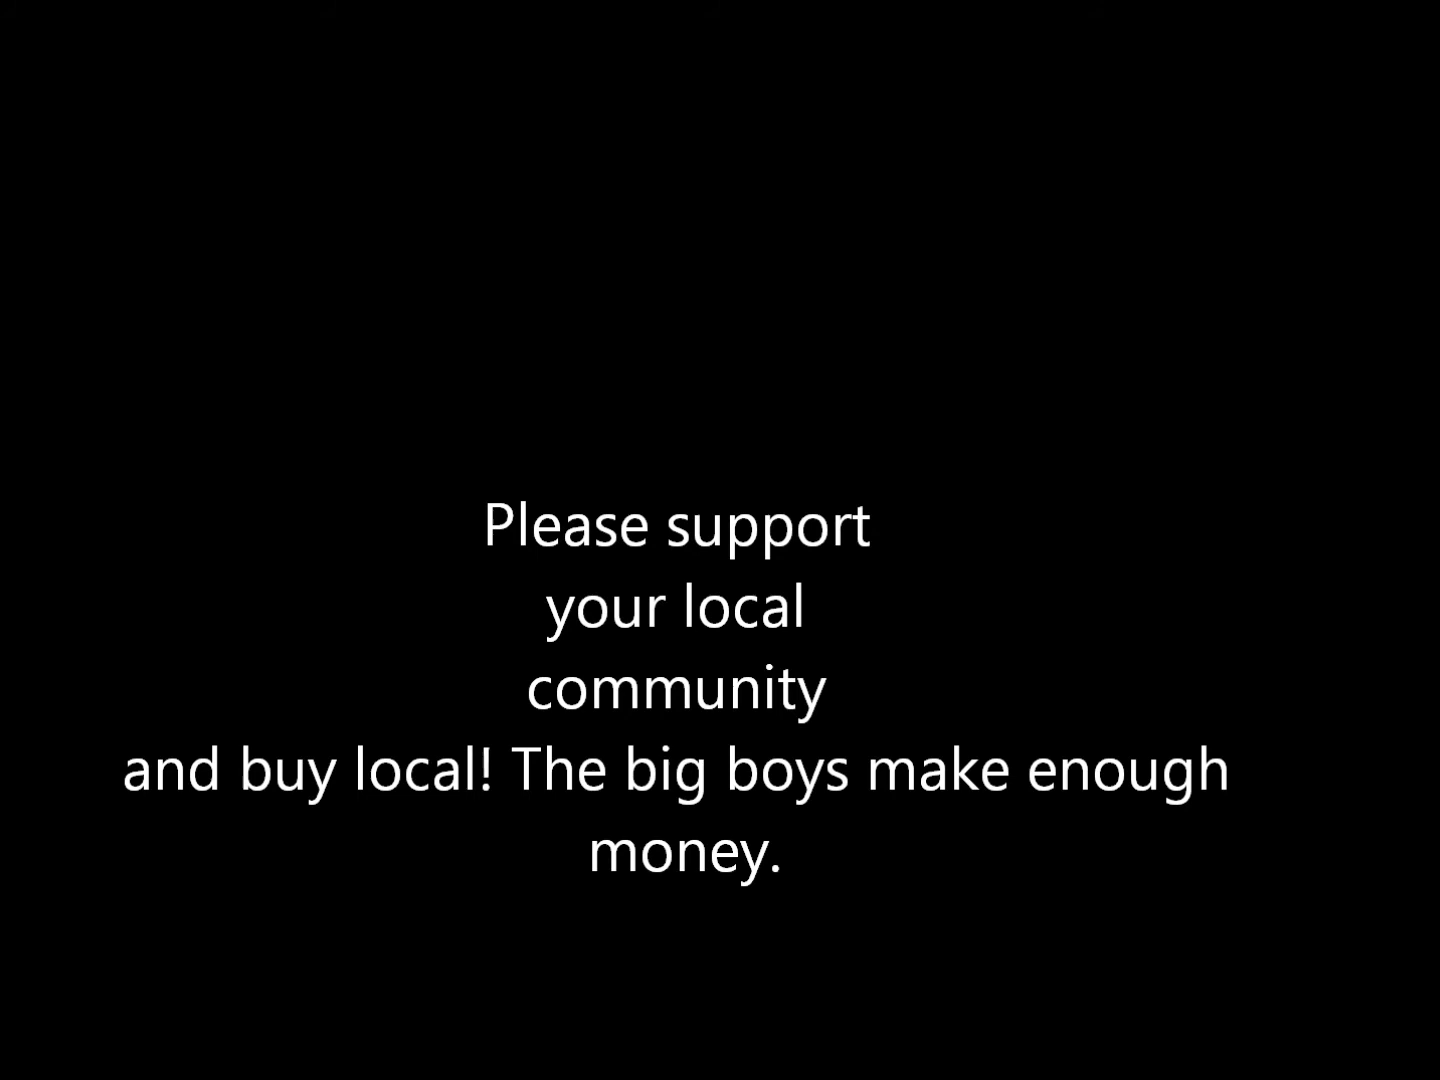 Please support
your local
community
and buy local! The big boys make enough
money.